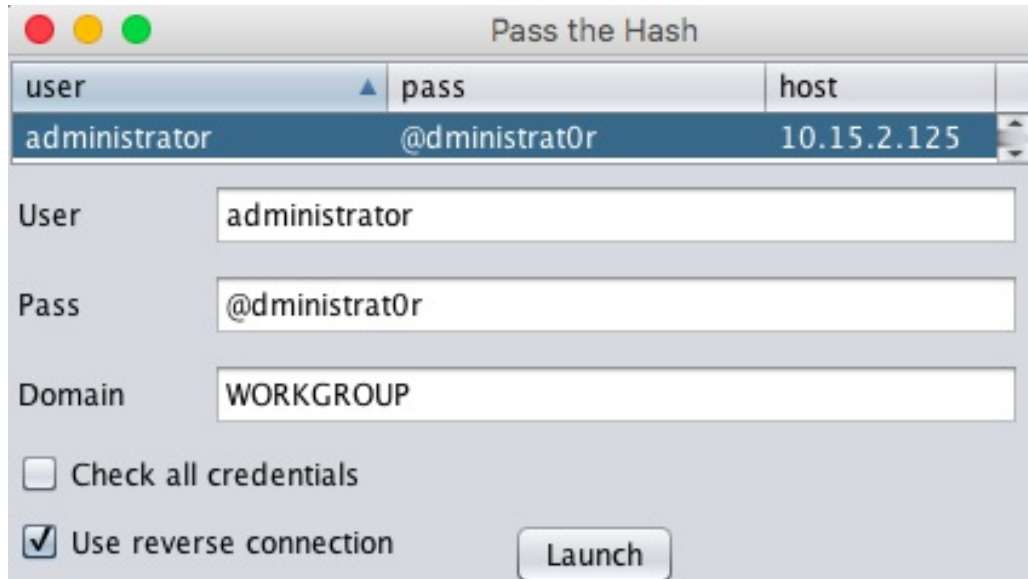 Pass the Hash
user pass host
administrator @dministrat0r 10.15.2.125
User administrator
Pass @dministrat0r
Domain WORKGROUP
Check all credentials
Use reverse connection Launch